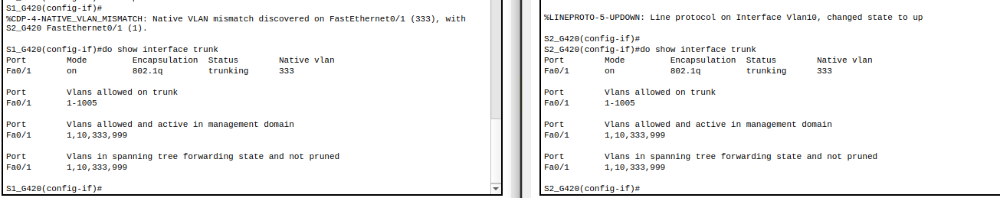 S1_G420(config-if)#
%CDP-4-NATIVE_VLAN_MISMATCH: Native VLAN mismatch discovered on FastEthernet0/1 (333), with
S2_G420 FastEthernet0/1 (1).
S1_G420(config-if)#do show interface trunk
Port        Mode         Encapsulation  Status        Native vlan
Fa0/1       on           802.1q         trunking      333
Port        Vlans allowed on trunk
Fa0/1       1-1005
Port        Vlans allowed and active in management domain
Fa0/1       1,10,333,999
Port        Vlans in spanning tree forwarding state and not pruned
Fa0/1       1,10,333,999
S1_G420(config-if)#
%LINEPROTO-5-UPDOWN: Line protocol on Interface Vlan10, changed state to up
S2_G420(config-if)#
S2_G420(config-if)#do show interface trunk
Port        Mode         Encapsulation  Status        Native vlan
Fa0/1       on           802.1q         trunking      333
Port        Vlans allowed on trunk
Fa0/1       1-1005
Port        Vlans allowed and active in management domain
Fa0/1       1,10,333,999
Port        Vlans in spanning tree forwarding state and not pruned
Fa0/1       1,10,333,999
S2_G420(config-if)#